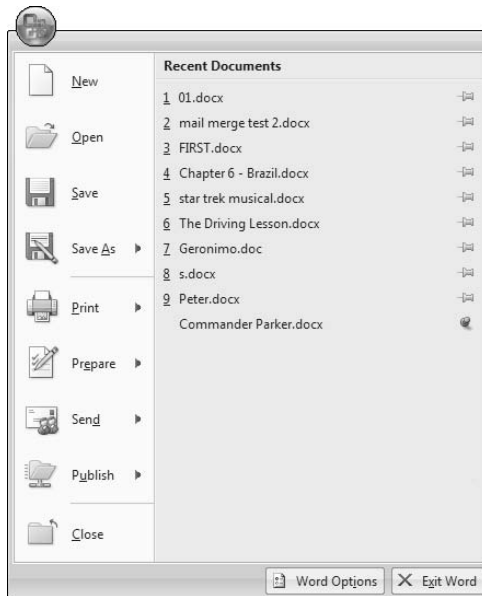 New
Open
Save
Save As
Print
Prepare
Send
Publish
Close
Recent Documents
1 01.docx
2 mail merge test 2.docx
3 FIRST.docx
4 Chapter 6 - Brazil.docx
5 star trek musical.docx
6 The Driving Lesson.docx
7 Geronimo.doc
8 s.docx
9 Peter.docx
Commander Parker.docx
Word Options
Exit Word